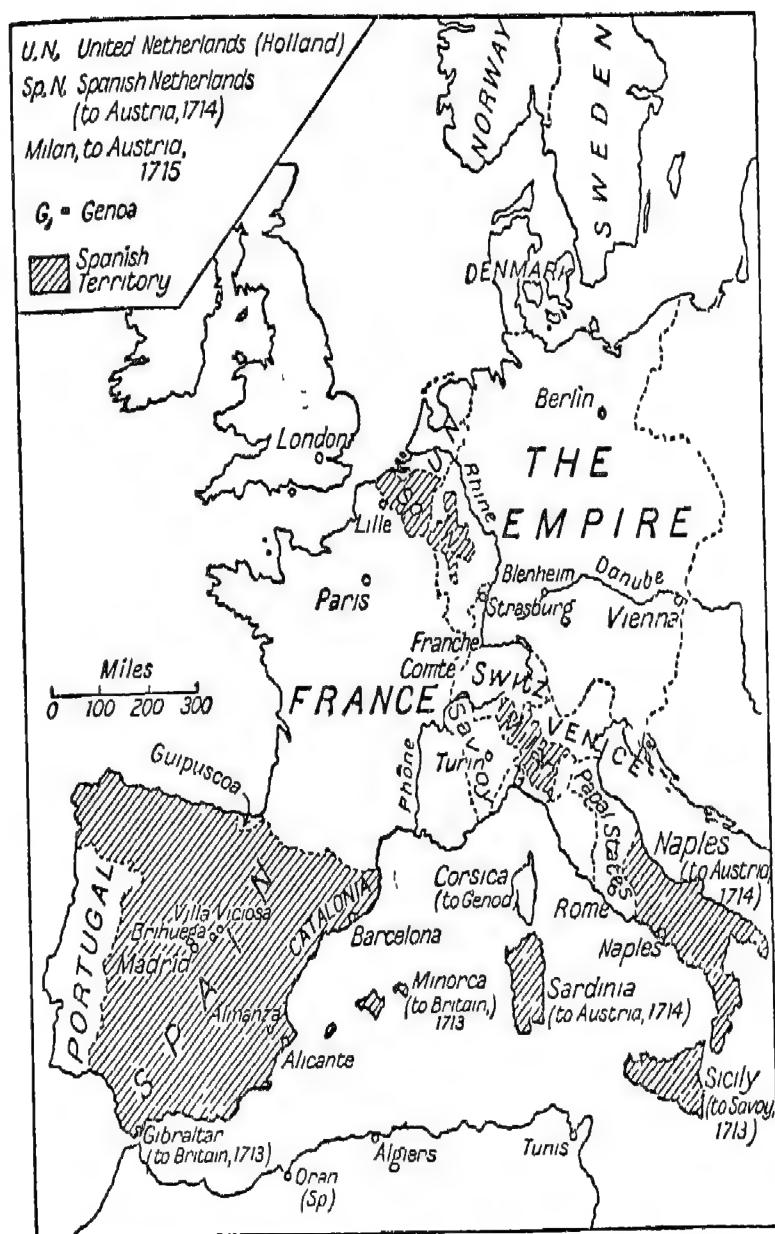 U.N. United Netherlands (Holland)
Sp. N. Spanish Netherlands
(to Austria, 1714)
Milan, to Austria,
1715
G, = Genoa
Spanish
Territory
NORWAY
SWEDEN
DENMARK
Berlin
London
U. N.
THE
EMPIRE
Rhine
Lille
Sp. N.
Paris
Blenheim
Danube
Strasburg
Vienna
Franche
Comte
SWITZ
Miles
0 100 200 300
FRANCE
Savoy
VENICE
Turin
Rhône
Guipuscoa
Papal States
Naples
(to Austria,
1714)
Corsica
(to Genoa)
Rome
Naples
PORTUGAL
SPAIN
CATALONIA
Villa Viciosa
Brihuega
Madrid
Barcelona
Minorca
(to Britain,)
1713
Sardinia
(to Austria, 1714)
Almanza
Alicante
Sicily
(to Savoy,
1713)
Gibraltar
(to Britain, 1713)
Algiers
Tunis
Oran
(Sp)